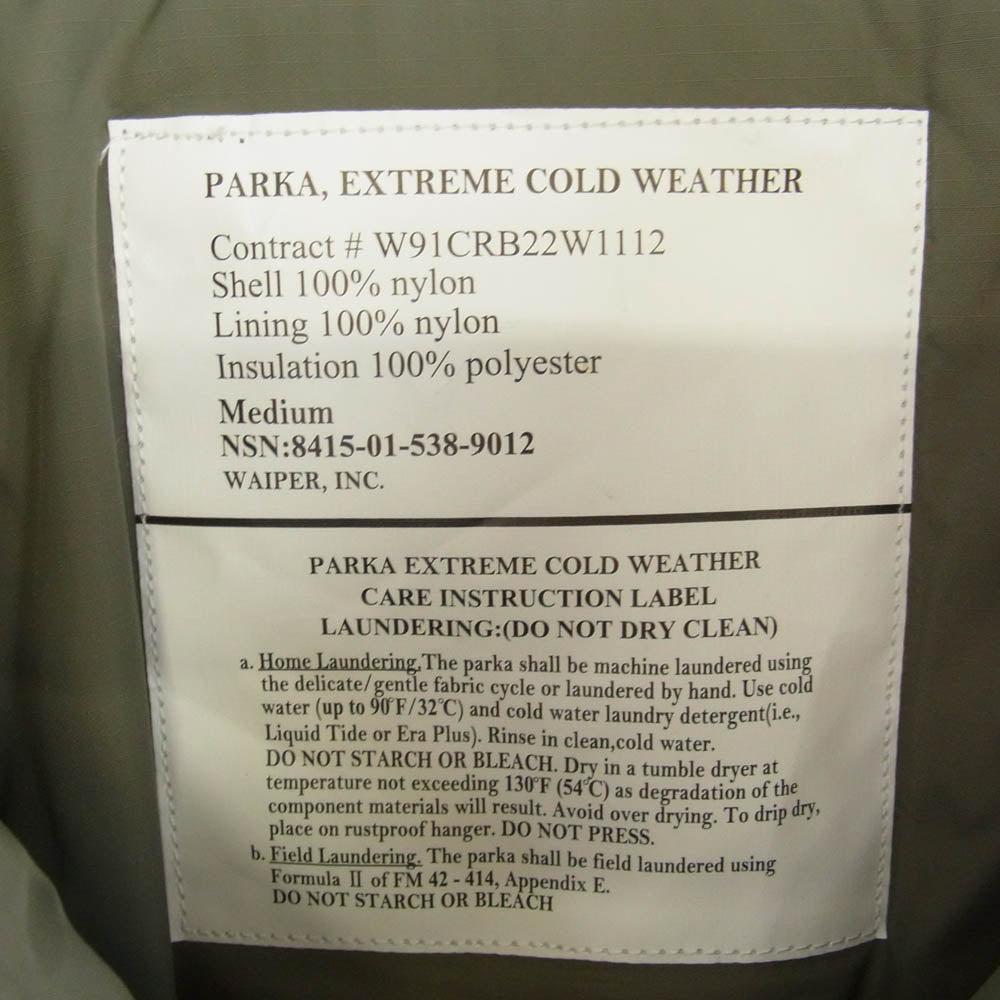 PARKA, EXTREME COLD WEATHER
Contract # W91CRB22W1112
Shell 100% nylon
Lining 100% nylon
Insulation 100% polyester
Medium
NSN:8415-01-538-9012
WAIPER, INC.
PARKA EXTREME COLD WEATHER
CARE INSTRUCTION LABEL
LAUNDERING:(DO NOT DRY CLEAN)
a. Home Laundering.The parka shall be machine laundered using
the delicate/gentle fabric cycle or laundered by hand. Use cold
water (up to 90°F/32℃) and cold water laundry detergent(i.e.,
Liquid Tide or Era Plus). Rinse in clean,cold water.
DO NOT STARCH OR BLEACH. Dry in a tumble dryer at
temperature not exceeding 130°F (54℃) as degradation of the
component materials will result. Avoid over drying. To drip dry,
place on rustproof hanger. DO NOT PRESS.
b. Field Laundering. The parka shall be field laundered using
Formula II of FM 42 - 414, Appendix E.
DO NOT STARCH OR BLEACH